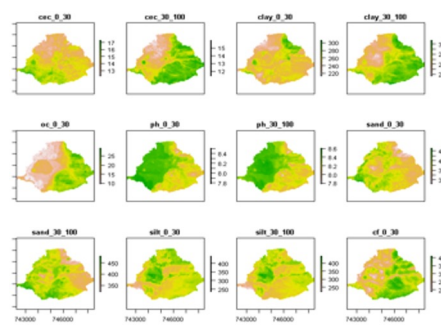 cec_0_30 cec_30_100 clay_0_30 clay_30_100
17 16 15 14 13
15 14 13 12
300 280 260 240 220
oc_0_30 ph_0_30 ph_30_100 sand_0_30
25 20 15 10
8.4 8.2 8.0 7.8
8.6 8.4 8.2 8.0 7.8
sand_30_100 silt_0_30 silt_30_100 cf_0_30
450 400 350
400 350 300 250
400 350 300 250
743000 746000 743000 746000 743000 746000 743000 746000